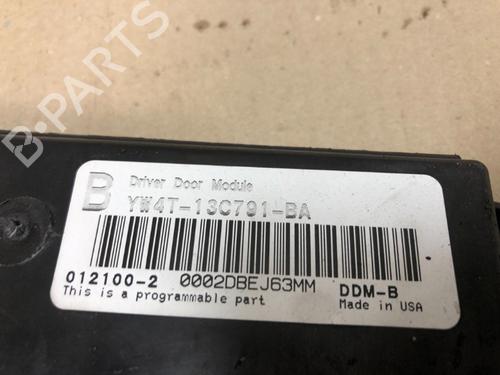 B-PARTS
B
Driver Door Module
YW4T-13C791-BA
012100-2 0002DBEJ63MM DDM-B
This is a programmable part Made in USA